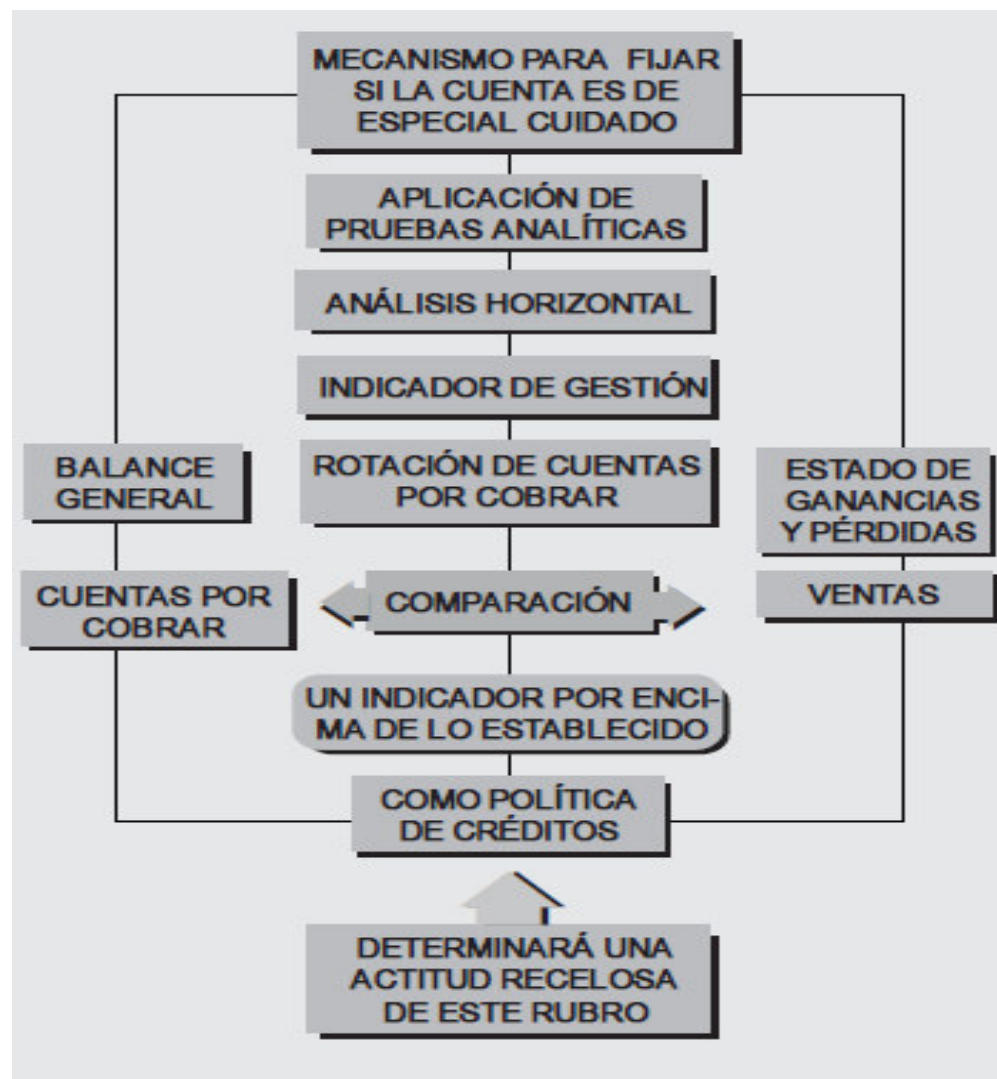 MECANISMO PARA FIJAR
SI LA CUENTA ES DE
ESPECIAL CUIDADO
APLICACIÓN DE
PRUEBAS ANALÍTICAS
ANÁLISIS HORIZONTAL
INDICADOR DE GESTIÓN
BALANCE
GENERAL
ROTACIÓN DE CUENTAS
POR COBRAR
ESTADO DE
GANANCIAS
Y PÉRDIDAS
CUENTAS POR
COBRAR
COMPARACIÓN
VENTAS
UN INDICADOR POR ENCI-
MA DE LO ESTABLECIDO
COMO POLÍTICA
DE CRÉDITOS
DETERMINARÁ UNA
ACTITUD RECELOSA
DE ESTE RUBRO